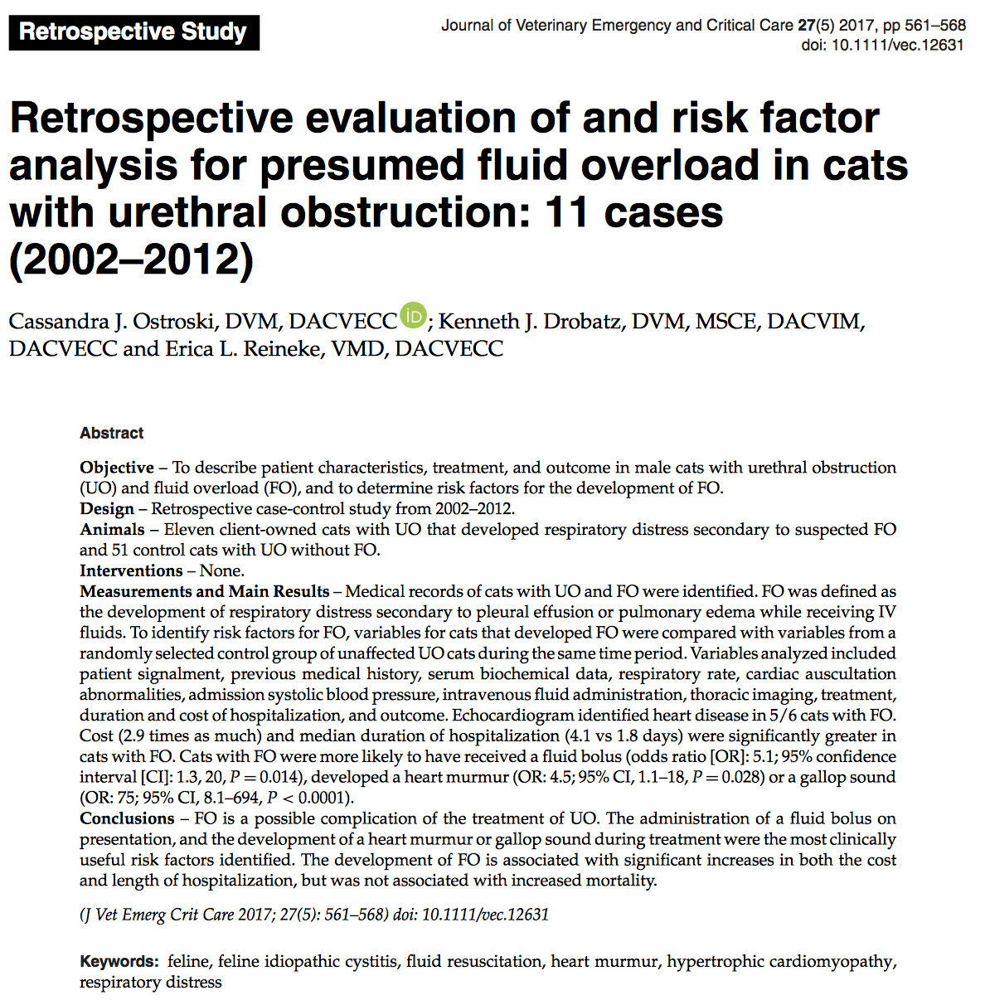 Retrospective Study
Journal of Veterinary Emergency and Critical Care 27(5) 2017, pp 561–568
doi: 10.1111/vec.12631
Retrospective evaluation of and risk factor
analysis for presumed fluid overload in cats
with urethral obstruction: 11 cases
(2002–2012)
Cassandra J. Ostroski, DVM, DACVECC iD; Kenneth J. Drobatz, DVM, MSCE, DACVIM,
DACVECC and Erica L. Reineke, VMD, DACVECC
Abstract
Objective – To describe patient characteristics, treatment, and outcome in male cats with urethral obstruction
(UO) and fluid overload (FO), and to determine risk factors for the development of FO.
Design – Retrospective case-control study from 2002–2012.
Animals – Eleven client-owned cats with UO that developed respiratory distress secondary to suspected FO
and 51 control cats with UO without FO.
Interventions – None.
Measurements and Main Results – Medical records of cats with UO and FO were identified. FO was defined as
the development of respiratory distress secondary to pleural effusion or pulmonary edema while receiving IV
fluids. To identify risk factors for FO, variables for cats that developed FO were compared with variables from a
randomly selected control group of unaffected UO cats during the same time period. Variables analyzed included
patient signalment, previous medical history, serum biochemical data, respiratory rate, cardiac auscultation
abnormalities, admission systolic blood pressure, intravenous fluid administration, thoracic imaging, treatment,
duration and cost of hospitalization, and outcome. Echocardiogram identified heart disease in 5/6 cats with FO.
Cost (2.9 times as much) and median duration of hospitalization (4.1 vs 1.8 days) were significantly greater in
cats with FO. Cats with FO were more likely to have received a fluid bolus (odds ratio [OR]: 5.1; 95% confidence
interval [CI]: 1.3, 20, P = 0.014), developed a heart murmur (OR: 4.5; 95% CI, 1.1–18, P = 0.028) or a gallop sound
(OR: 75; 95% CI, 8.1–694, P < 0.0001).
Conclusions – FO is a possible complication of the treatment of UO. The administration of a fluid bolus on
presentation, and the development of a heart murmur or gallop sound during treatment were the most clinically
useful risk factors identified. The development of FO is associated with significant increases in both the cost
and length of hospitalization, but was not associated with increased mortality.
(J Vet Emerg Crit Care 2017; 27(5): 561–568) doi: 10.1111/vec.12631
Keywords: feline, feline idiopathic cystitis, fluid resuscitation, heart murmur, hypertrophic cardiomyopathy,
respiratory distress